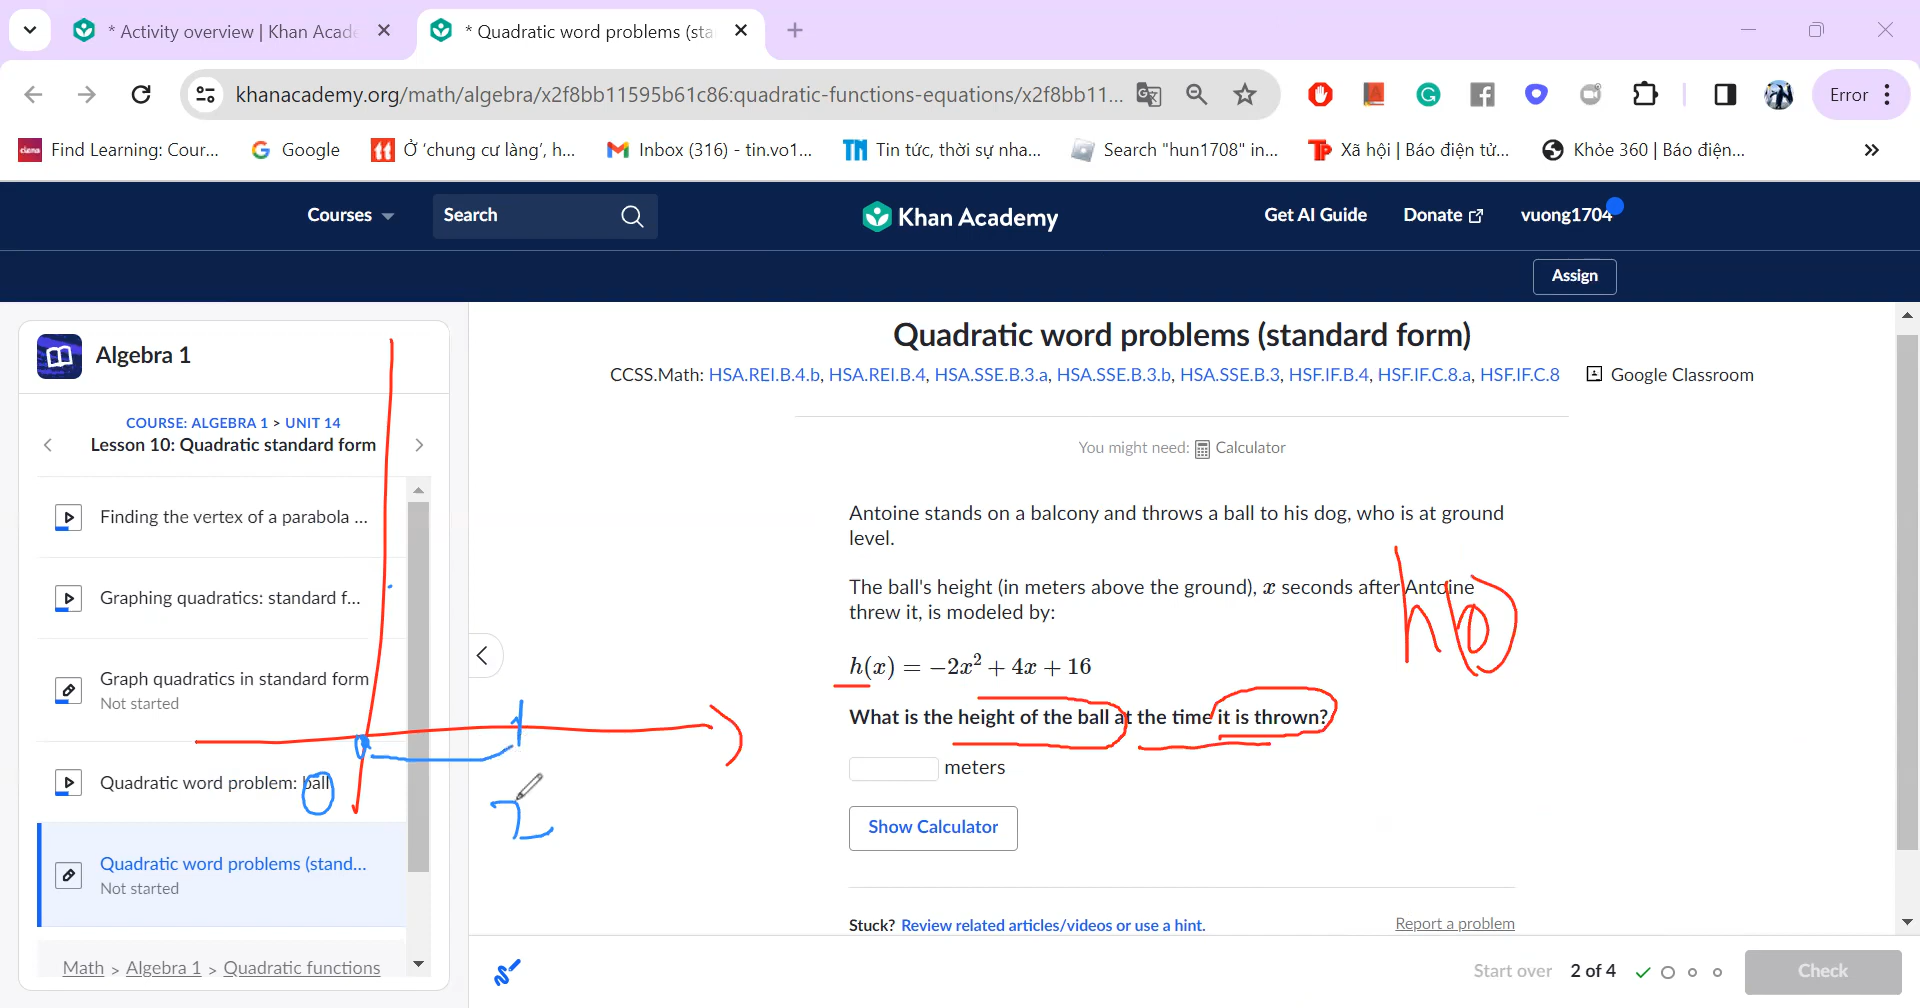 * Activity overview | Khan Acade
* Quadratic word problems (sta
khanacademy.org/math/algebra/x2f8bb11595b61c86:quadratic-functions-equations/x2f8bb11...
Error
Find Learning: Cour...
Google
Ở ‘chung cư làng’, h...
Inbox (316) - tin.vo1...
TN Tin tức, thời sự nha...
Search "hun1708" in...
Xã hội | Báo điện tử...
Khỏe 360 | Báo điện...
Courses
Search
Khan Academy
Get AI Guide
Donate
vuong1704
Assign
Algebra 1
COURSE: ALGEBRA 1 > UNIT 14
Lesson 10: Quadratic standard form
Finding the vertex of a parabola ...
Graphing quadratics: standard f...
Graph quadratics in standard form
Not started
Quadratic word problem: ball
Quadratic word problems (stand...
Not started
Math > Algebra 1 > Quadratic functions
0
1
2
Quadratic word problems (standard form)
CCSS.Math: HSA.REI.B.4.b, HSA.REI.B.4, HSA.SSE.B.3.a, HSA.SSE.B.3.b, HSA.SSE.B.3, HSF.IF.B.4, HSF.IF.C.8.a, HSF.IF.C.8
Google Classroom
You might need: Calculator
Antoine stands on a balcony and throws a ball to his dog, who is at ground
level.
The ball's height (in meters above the ground), x seconds after Antoine
threw it, is modeled by:
h(x) = −2x² + 4x + 16
What is the height of the ball at the time it is thrown?
meters
Show Calculator
Stuck? Review related articles/videos or use a hint.
Report a problem
Start over
2 of 4
Check